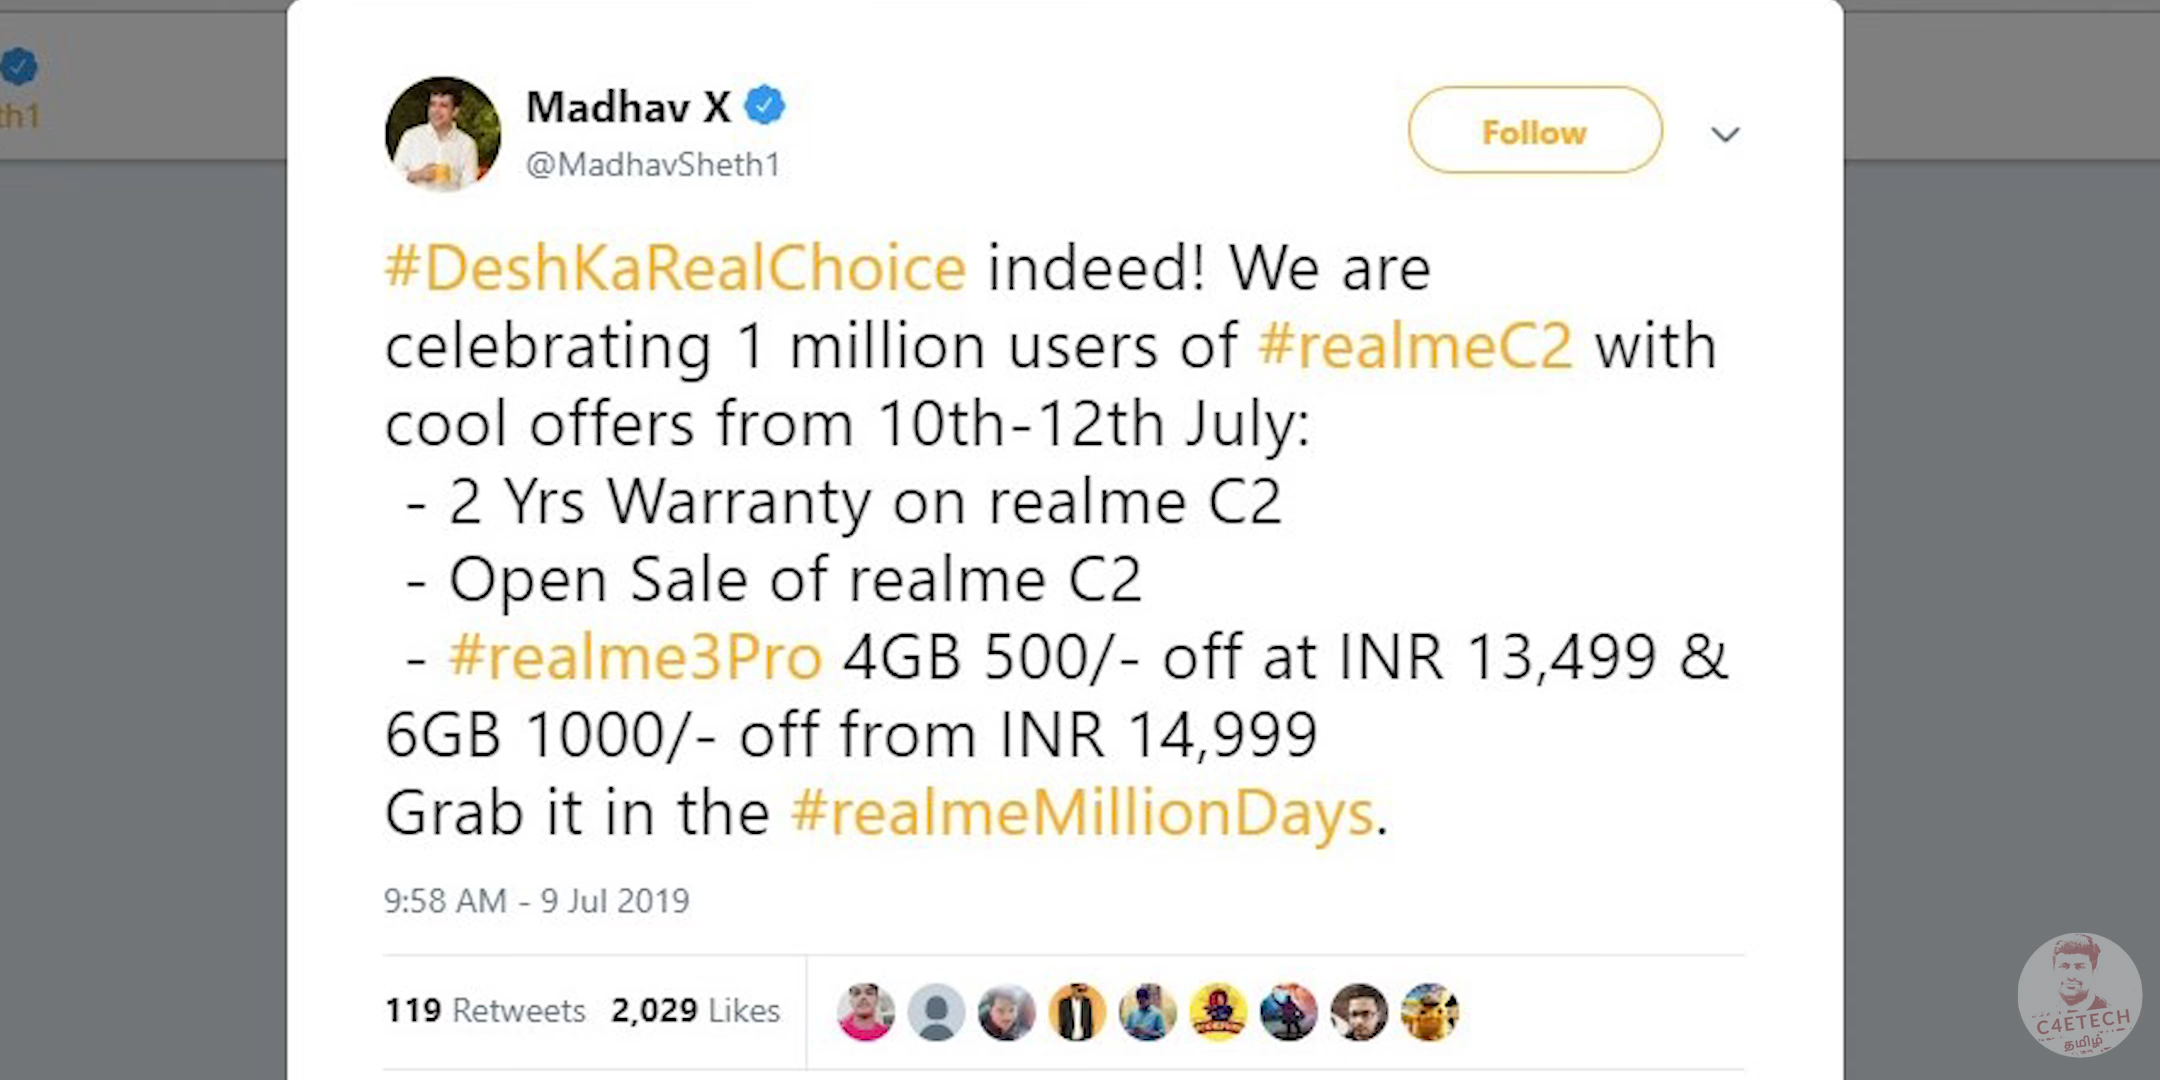 th1
Madhav X
@MadhavSheth1
Follow
#DeshKaRealChoice indeed! We are
celebrating 1 million users of #realmeC2 with
cool offers from 10th-12th July:
- 2 Yrs Warranty on realme C2
- Open Sale of realme C2
- #realme3Pro 4GB 500/- off at INR 13,499 &
6GB 1000/- off from INR 14,999
Grab it in the #realmeMillionDays.
9:58 AM - 9 Jul 2019
119 Retweets 2,029 Likes
C4ETECH
தமிழ்